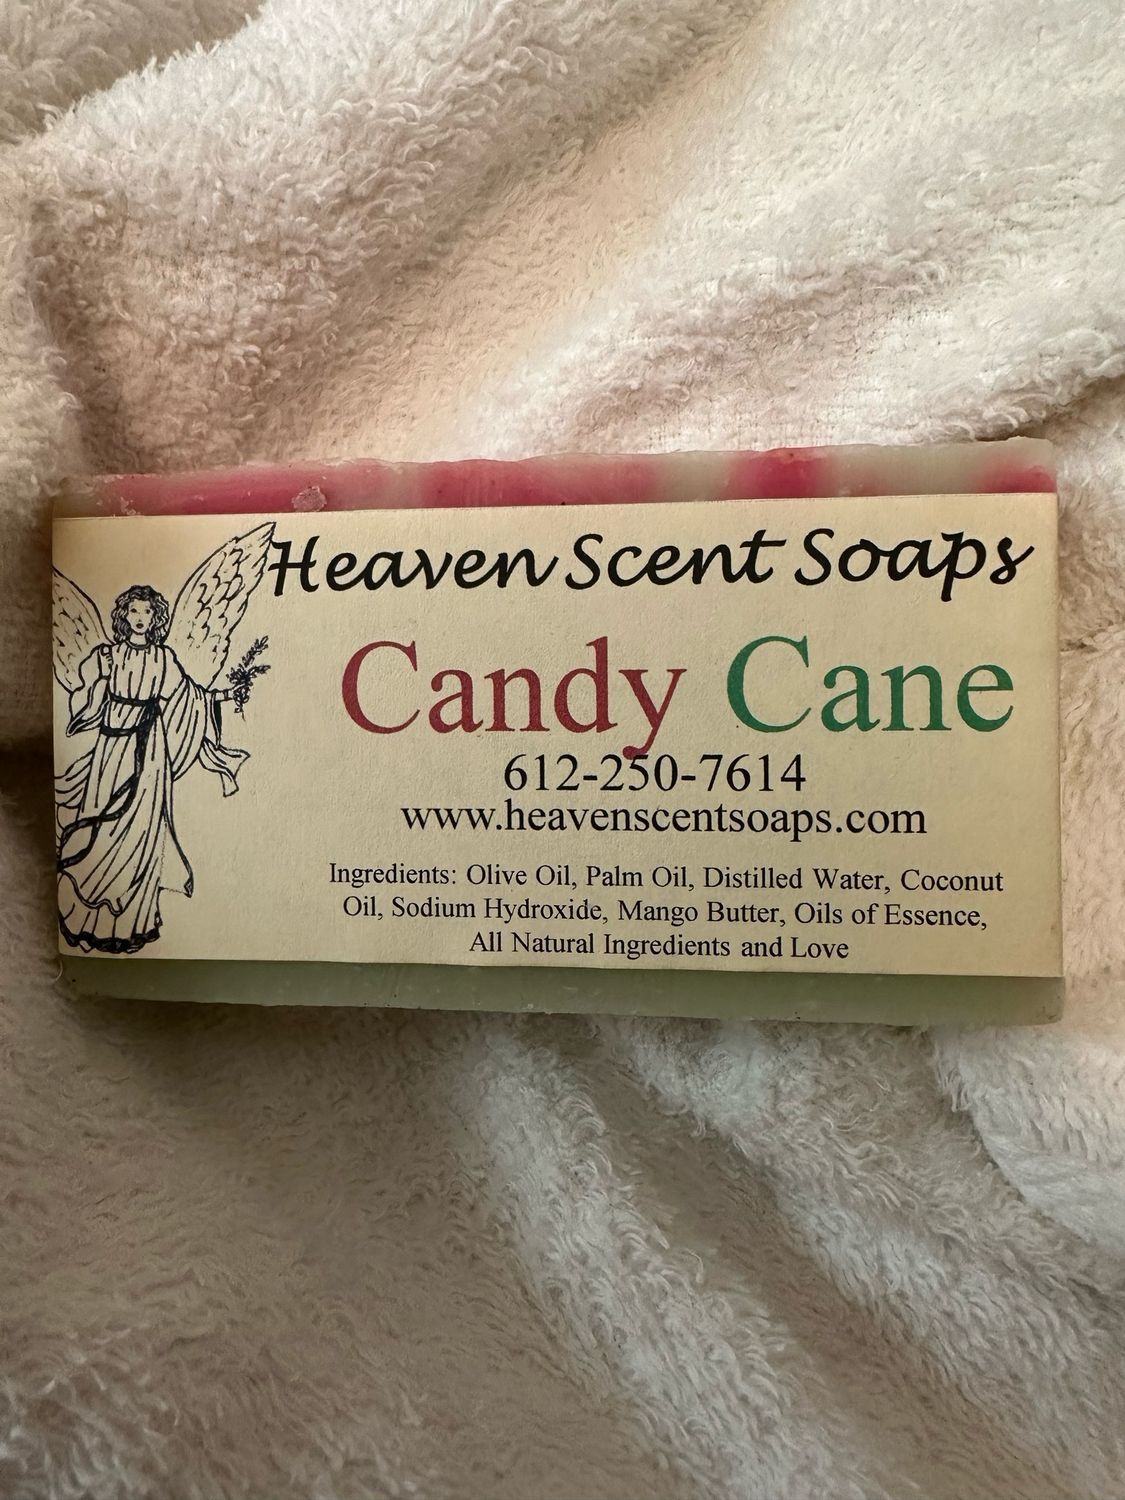 Heaven Scent Soaps
Candy Cane
612-250-7614
www.heavenscentsoaps.com
Ingredients: Olive Oil, Palm Oil, Distilled Water, Coconut
Oil, Sodium Hydroxide, Mango Butter, Oils of Essence,
All Natural Ingredients and Love